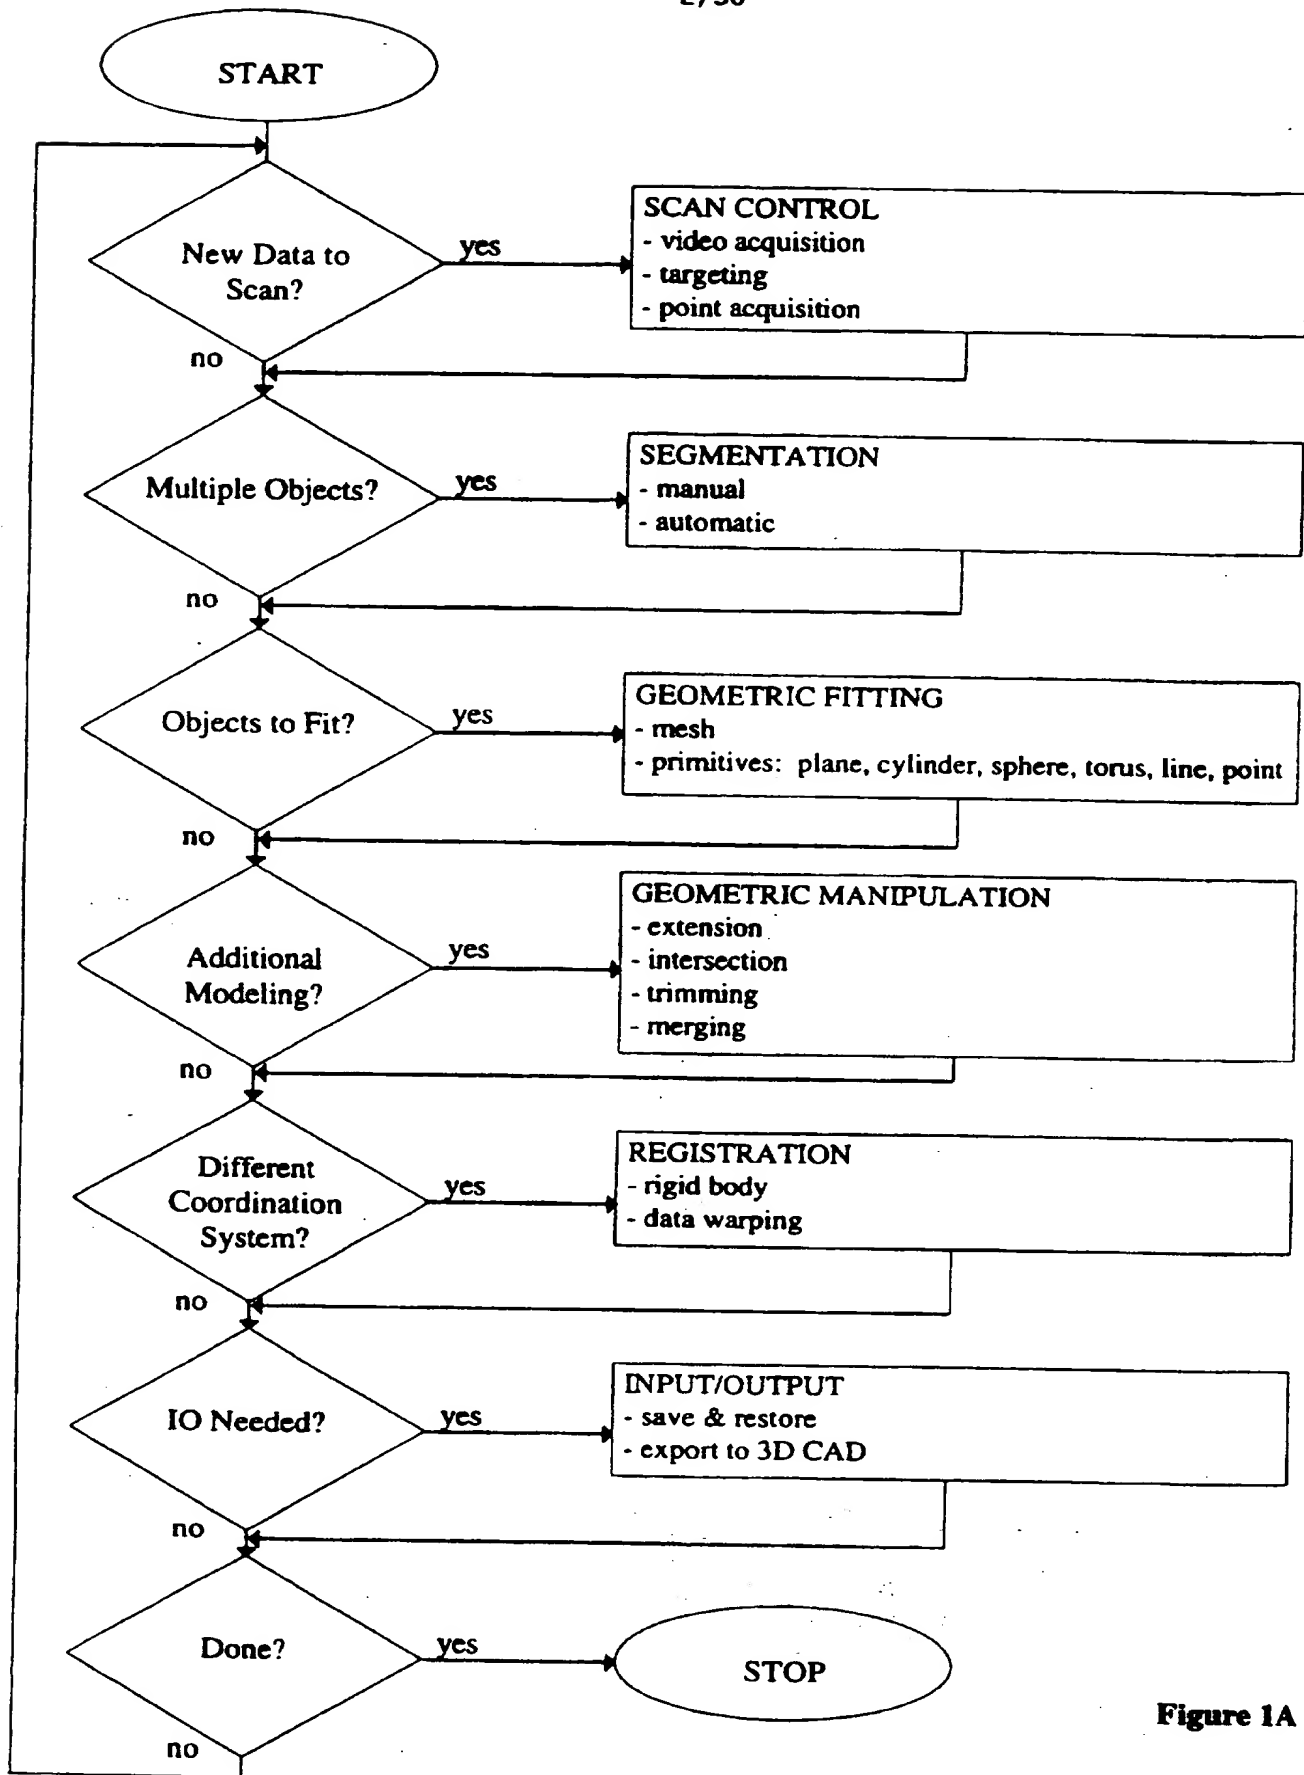 START
New Data to
Scan?
yes
SCAN CONTROL
- video acquisition
- targeting
- point acquisition
no
Multiple Objects?
yes
SEGMENTATION
- manual
- automatic
no
Objects to Fit?
yes
GEOMETRIC FITTING
- mesh
- primitives: plane, cylinder, sphere, torus, line, point
no
Additional
Modeling?
yes
GEOMETRIC MANIPULATION
- extension
- intersection
- trimming
- merging
no
Different
Coordination
System?
yes
REGISTRATION
- rigid body
- data warping
no
IO Needed?
yes
INPUT/OUTPUT
- save & restore
- export to 3D CAD
no
Done?
yes
STOP
no
Figure 1A